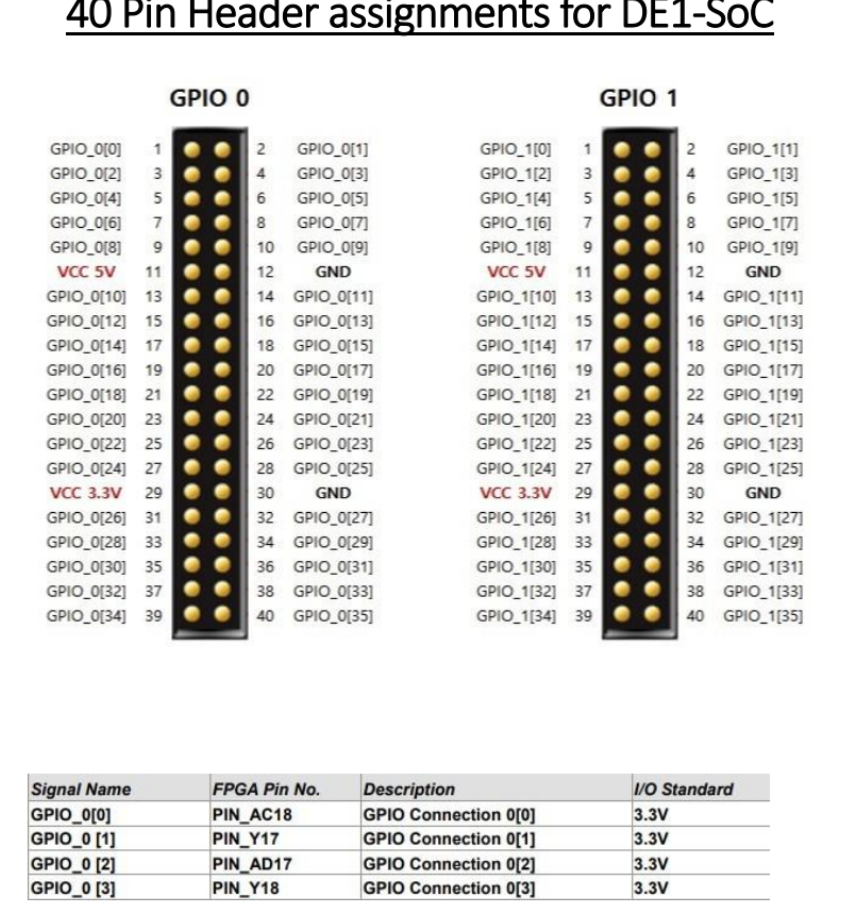 40 Pin Header assignments for DE1-SoC
GPIO 0 GPIO 1
GPIO_0[0] 1 2 GPIO_0[1] GPIO_1[0] 1 2 GPIO_1[1]
GPIO_0[2] 3 4 GPIO_0[3] GPIO_1[2] 3 4 GPIO_1[3]
GPIO_0[4] 5 6 GPIO_0[5] GPIO_1[4] 5 6 GPIO_1[5]
GPIO_0[6] 7 8 GPIO_0[7] GPIO_1[6] 7 8 GPIO_1[7]
GPIO_0[8] 9 10 GPIO_0[9] GPIO_1[8] 9 10 GPIO_1[9]
VCC 5V 11 12 GND VCC 5V 11 12 GND
GPIO_0[10] 13 14 GPIO_0[11] GPIO_1[10] 13 14 GPIO_1[11]
GPIO_0[12] 15 16 GPIO_0[13] GPIO_1[12] 15 16 GPIO_1[13]
GPIO_0[14] 17 18 GPIO_0[15] GPIO_1[14] 17 18 GPIO_1[15]
GPIO_0[16] 19 20 GPIO_0[17] GPIO_1[16] 19 20 GPIO_1[17]
GPIO_0[18] 21 22 GPIO_0[19] GPIO_1[18] 21 22 GPIO_1[19]
GPIO_0[20] 23 24 GPIO_0[21] GPIO_1[20] 23 24 GPIO_1[21]
GPIO_0[22] 25 26 GPIO_0[23] GPIO_1[22] 25 26 GPIO_1[23]
GPIO_0[24] 27 28 GPIO_0[25] GPIO_1[24] 27 28 GPIO_1[25]
VCC 3.3V 29 30 GND VCC 3.3V 29 30 GND
GPIO_0[26] 31 32 GPIO_0[27] GPIO_1[26] 31 32 GPIO_1[27]
GPIO_0[28] 33 34 GPIO_0[29] GPIO_1[28] 33 34 GPIO_1[29]
GPIO_0[30] 35 36 GPIO_0[31] GPIO_1[30] 35 36 GPIO_1[31]
GPIO_0[32] 37 38 GPIO_0[33] GPIO_1[32] 37 38 GPIO_1[33]
GPIO_0[34] 39 40 GPIO_0[35] GPIO_1[34] 39 40 GPIO_1[35]
Signal Name FPGA Pin No. Description I/O Standard
GPIO_0[0] PIN_AC18 GPIO Connection 0[0] 3.3V
GPIO_0 [1] PIN_Y17 GPIO Connection 0[1] 3.3V
GPIO_0 [2] PIN_AD17 GPIO Connection 0[2] 3.3V
GPIO_0 [3] PIN_Y18 GPIO Connection 0[3] 3.3V